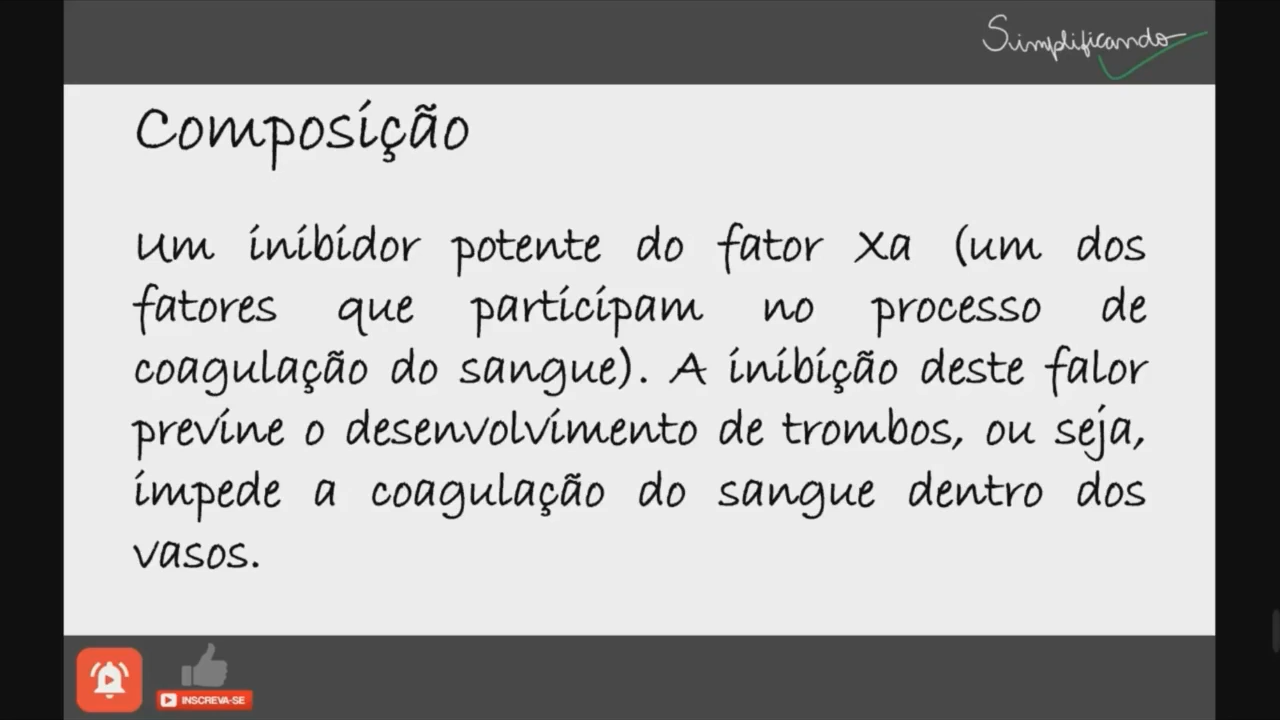 Simplificando
Composição
Um inibidor potente do fator Xa (um dos
fatores que participam no processo de
coagulação do sangue). A inibição deste falor
previne o desenvolvimento de trombos, ou seja,
impede a coagulação do sangue dentro dos
vasos.
INSCREVA-SE